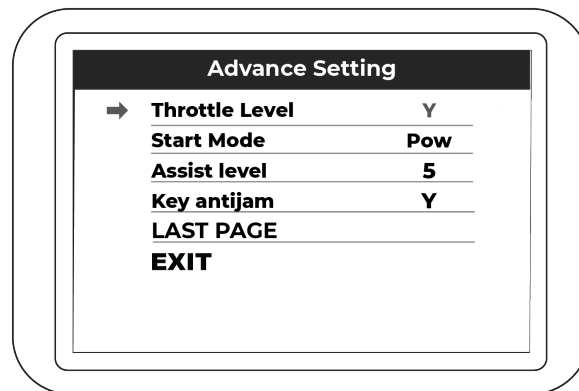 Advance Setting
Throttle Level Y
Start Mode Pow
Assist level 5
Key antijam Y
LAST PAGE
EXIT